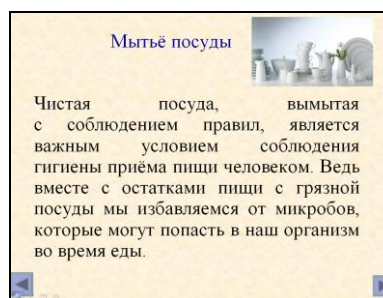 Мытьё посуды
Чистая посуда, вымытая
с соблюдением правил, является
важным условием соблюдения
гигиены приёма пищи человеком. Ведь
вместе с остатками пищи с грязной
посуды мы избавляемся от микробов,
которые могут попасть в наш организм
во время еды.